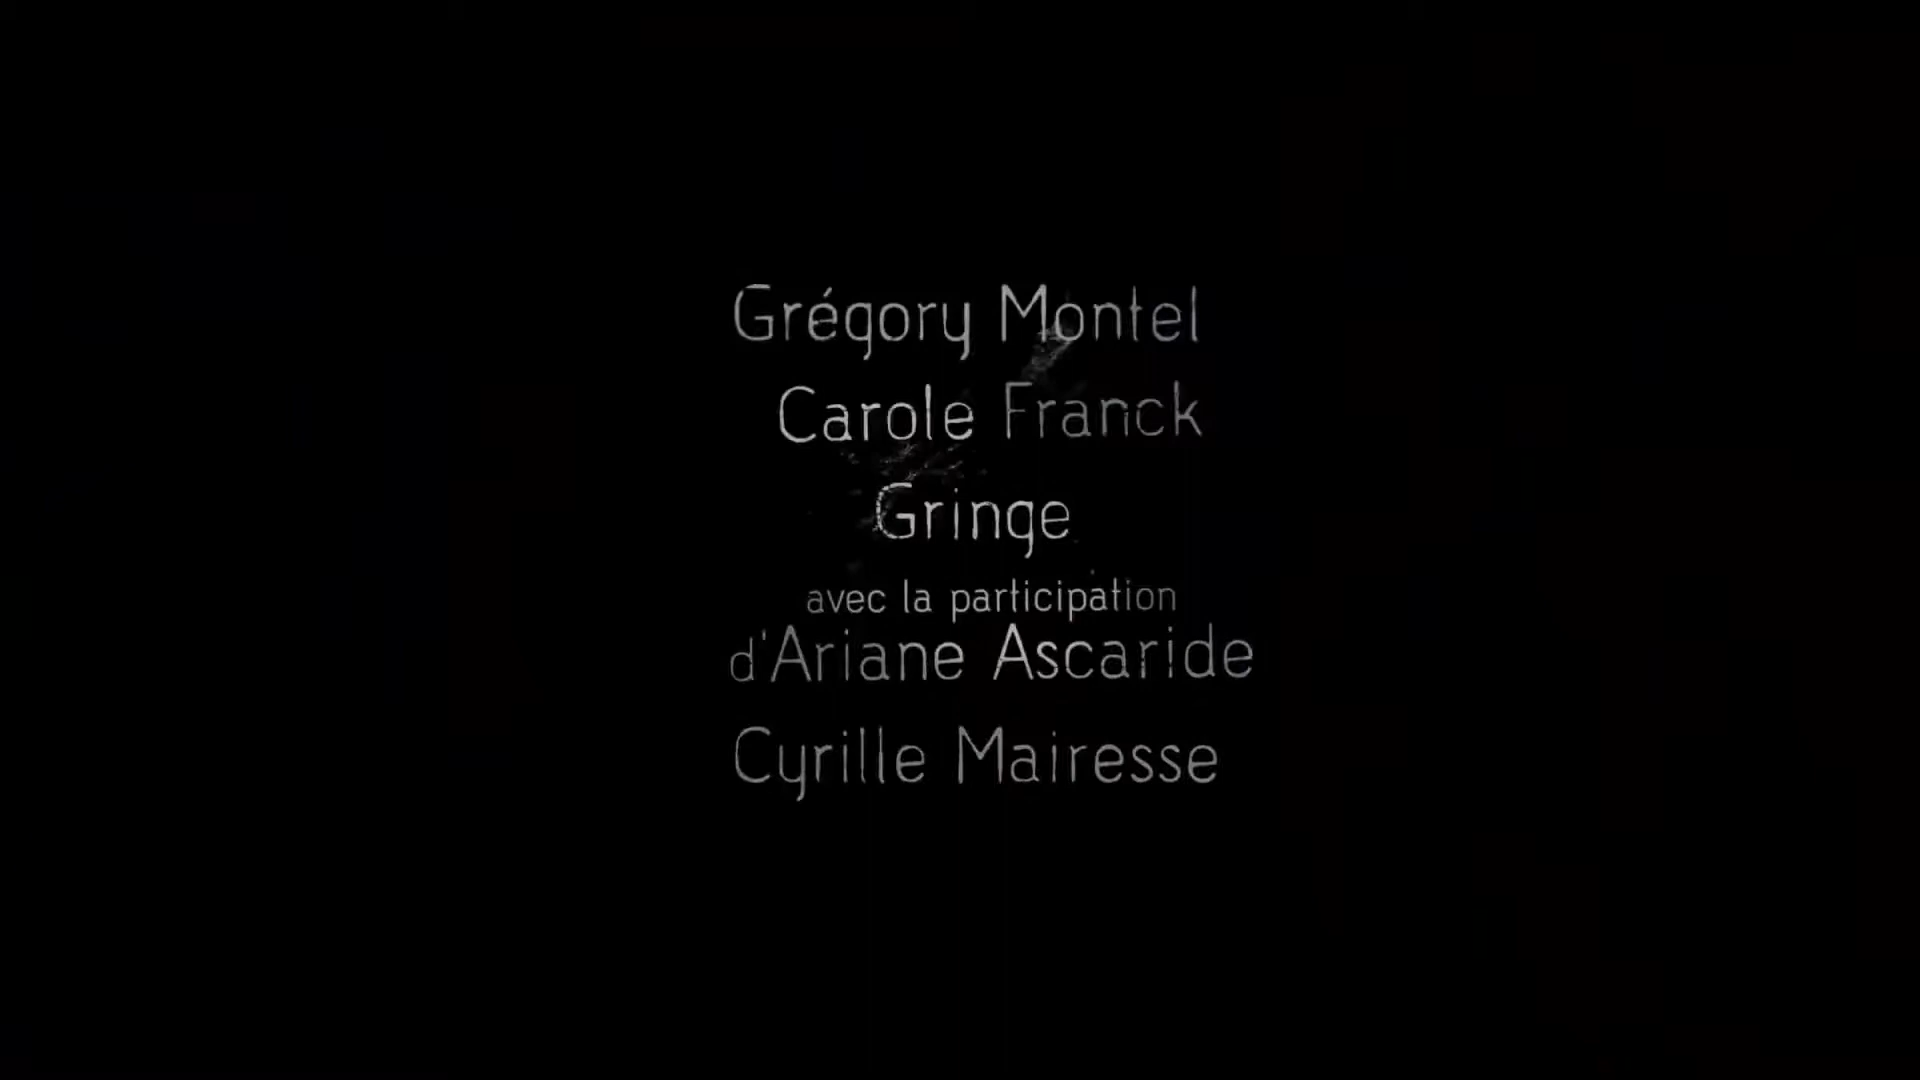 Grégory Montel
Carole Franck
Gringe
avec la participation
d'Ariane Ascaride
Cyrille Mairesse